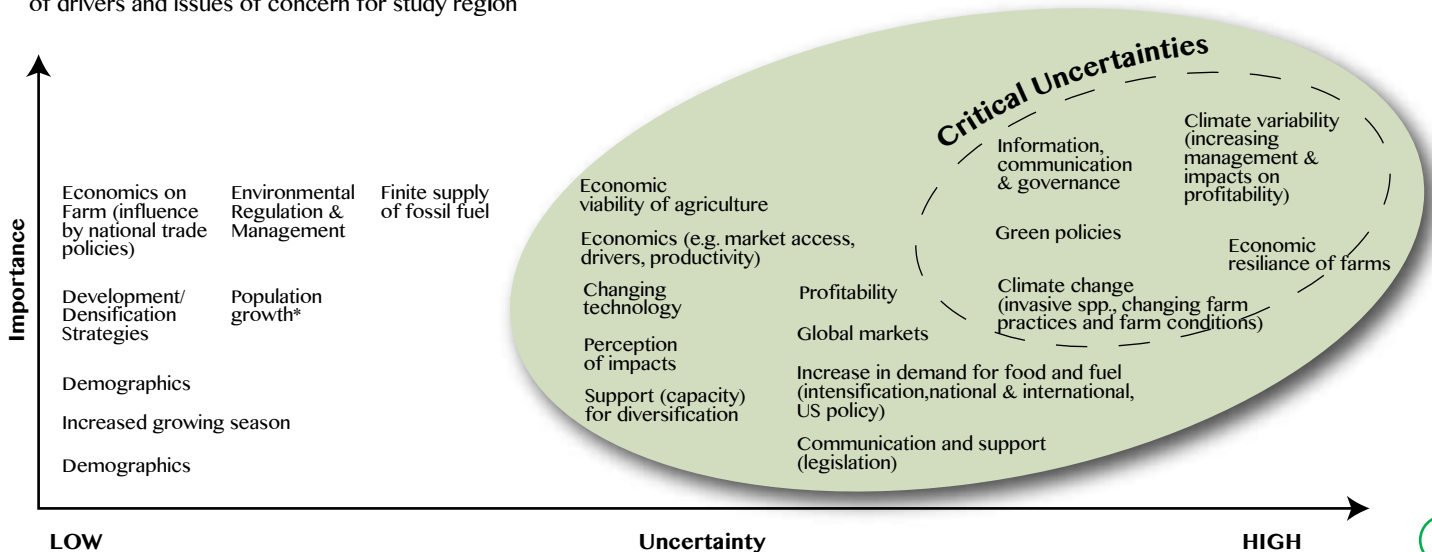 of drivers and issues of concern for study region
Critical Uncertainties
Importance
Economics on
Farm (influence
by national trade
policies)
Environmental
Regulation &
Management
Finite supply
of fossil fuel
Development/
Densification
Strategies
Population
growth*
Demographics
Increased growing season
Demographics
Economic
viability of agriculture
Economics (e.g. market access,
drivers, productivity)
Changing
technology
Perception
of impacts
Support (capacity)
for diversification
Profitability
Global markets
Increase in demand for food and fuel
(intensification,national & international,
US policy)
Communication and support
(legislation)
Information,
communication
& governance
Green policies
Climate change
(invasive spp., changing farm
practices and farm conditions)
Climate variability
(increasing
management &
impacts on
profitability)
Economic
resiliance of farms
LOW
Uncertainty
HIGH